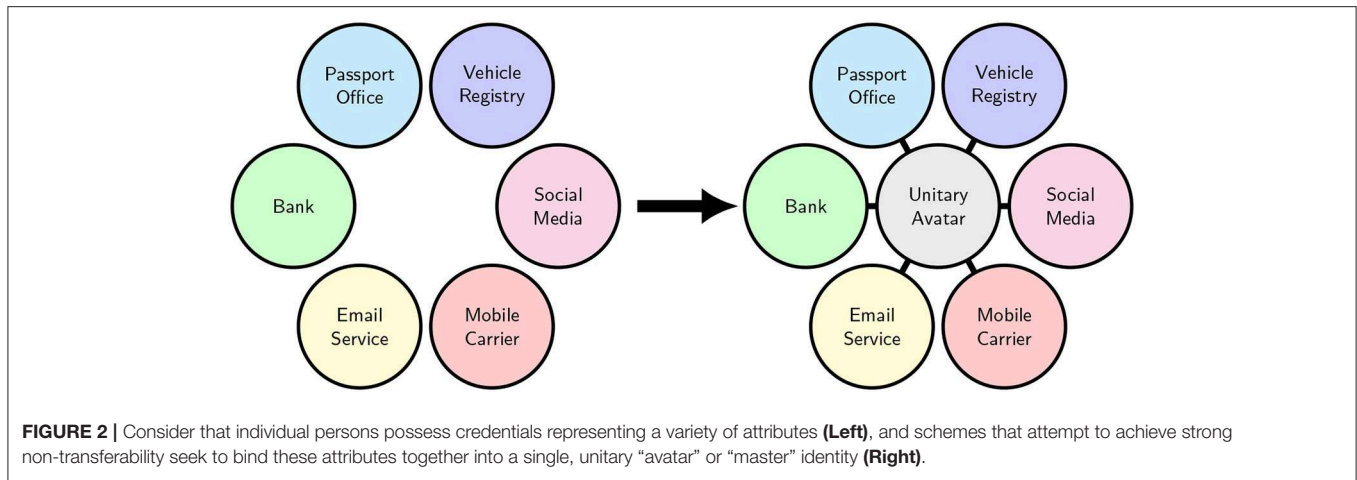 Passport
Office
Vehicle
Registry
Bank
Social
Media
Email
Service
Mobile
Carrier
Passport
Office
Vehicle
Registry
Bank
Unitary
Avatar
Social
Media
Email
Service
Mobile
Carrier
FIGURE 2 | Consider that individual persons possess credentials representing a variety of attributes (Left), and schemes that attempt to achieve strong
non-transferability seek to bind these attributes together into a single, unitary “avatar” or “master” identity (Right).